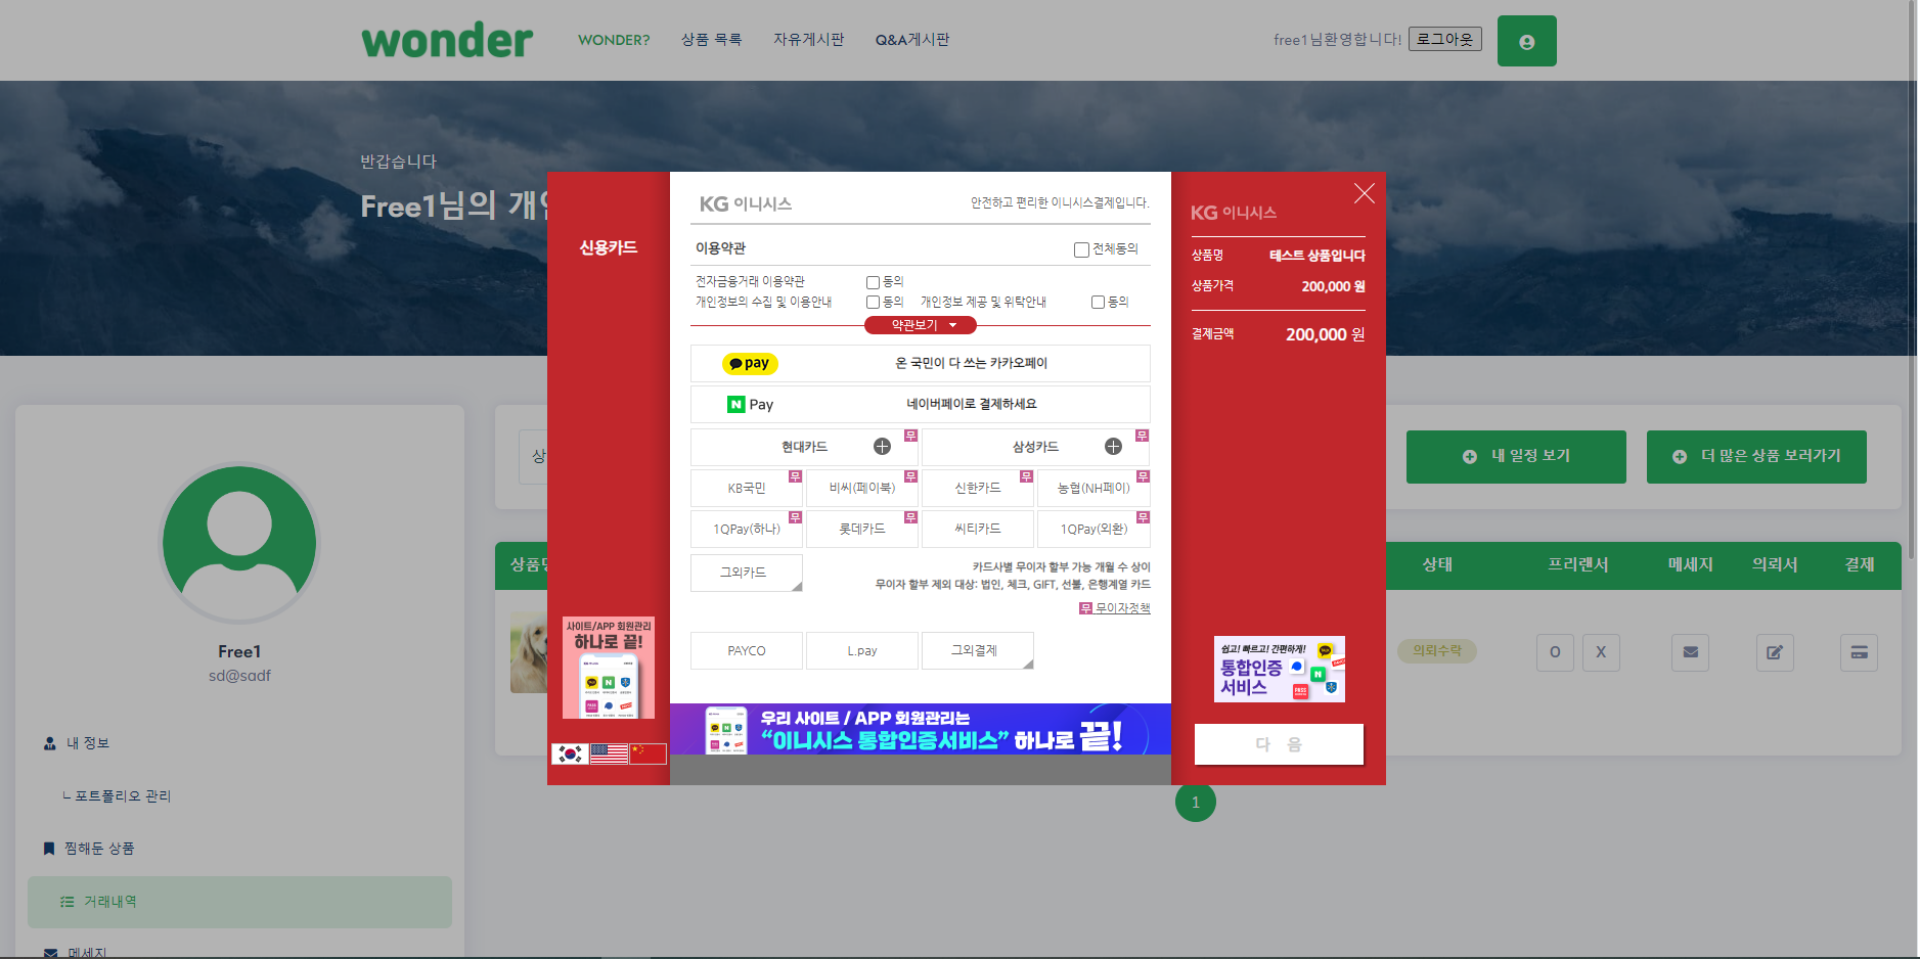 wonder
WONDER?
상품 목록
자유게시판
Q&A게시판
free1님환영합니다!
로그아웃
반갑습니다
Free1님의
Free1
sd@sadf
내 정보
ㄴ포트폴리오 관리
찜해둔 상품
거래내역
메세지
신용카드
사이트/APP 회원관리
하나로 끝!
KG 이니시스
안전하고 편리한 이니시스결제입니다.
이용약관
전체동의
전자금융거래 이용약관
동의
개인정보의 수집 및 이용안내
동의
개인정보 제공 및 위탁안내
동의
약관보기
pay
온 국민이 다 쓰는 카카오페이
N Pay
네이버페이로 결제하세요
현대카드
무
삼성카드
무
KB국민
무
비씨(페이북)
무
신한카드
무
농협(NH페이)
무
1QPay(하나)
무
롯데카드
무
씨티카드
1QPay(외환)
무
그외카드
카드사별 무이자 할부 가능 개월 수 상이
무이자 할부 제외 대상: 법인, 체크, GIFT, 선불, 은행계열 카드
무 무이자정책
PAYCO
L.pay
그외결제
우리 사이트 / APP 회원관리는
“이니시스 통합인증서비스” 하나로 끝!
KG 이니시스
상품명
테스트 상품입니다
상품가격
200,000 원
결제금액
200,000 원
쉽고! 빠르고! 간편하게!
통합인증
서비스
다 음
상
내 일정 보기
더 많은 상품 보러가기
상품명
상태
프리랜서
메세지
의뢰서
결제
의뢰수락
O
X
1